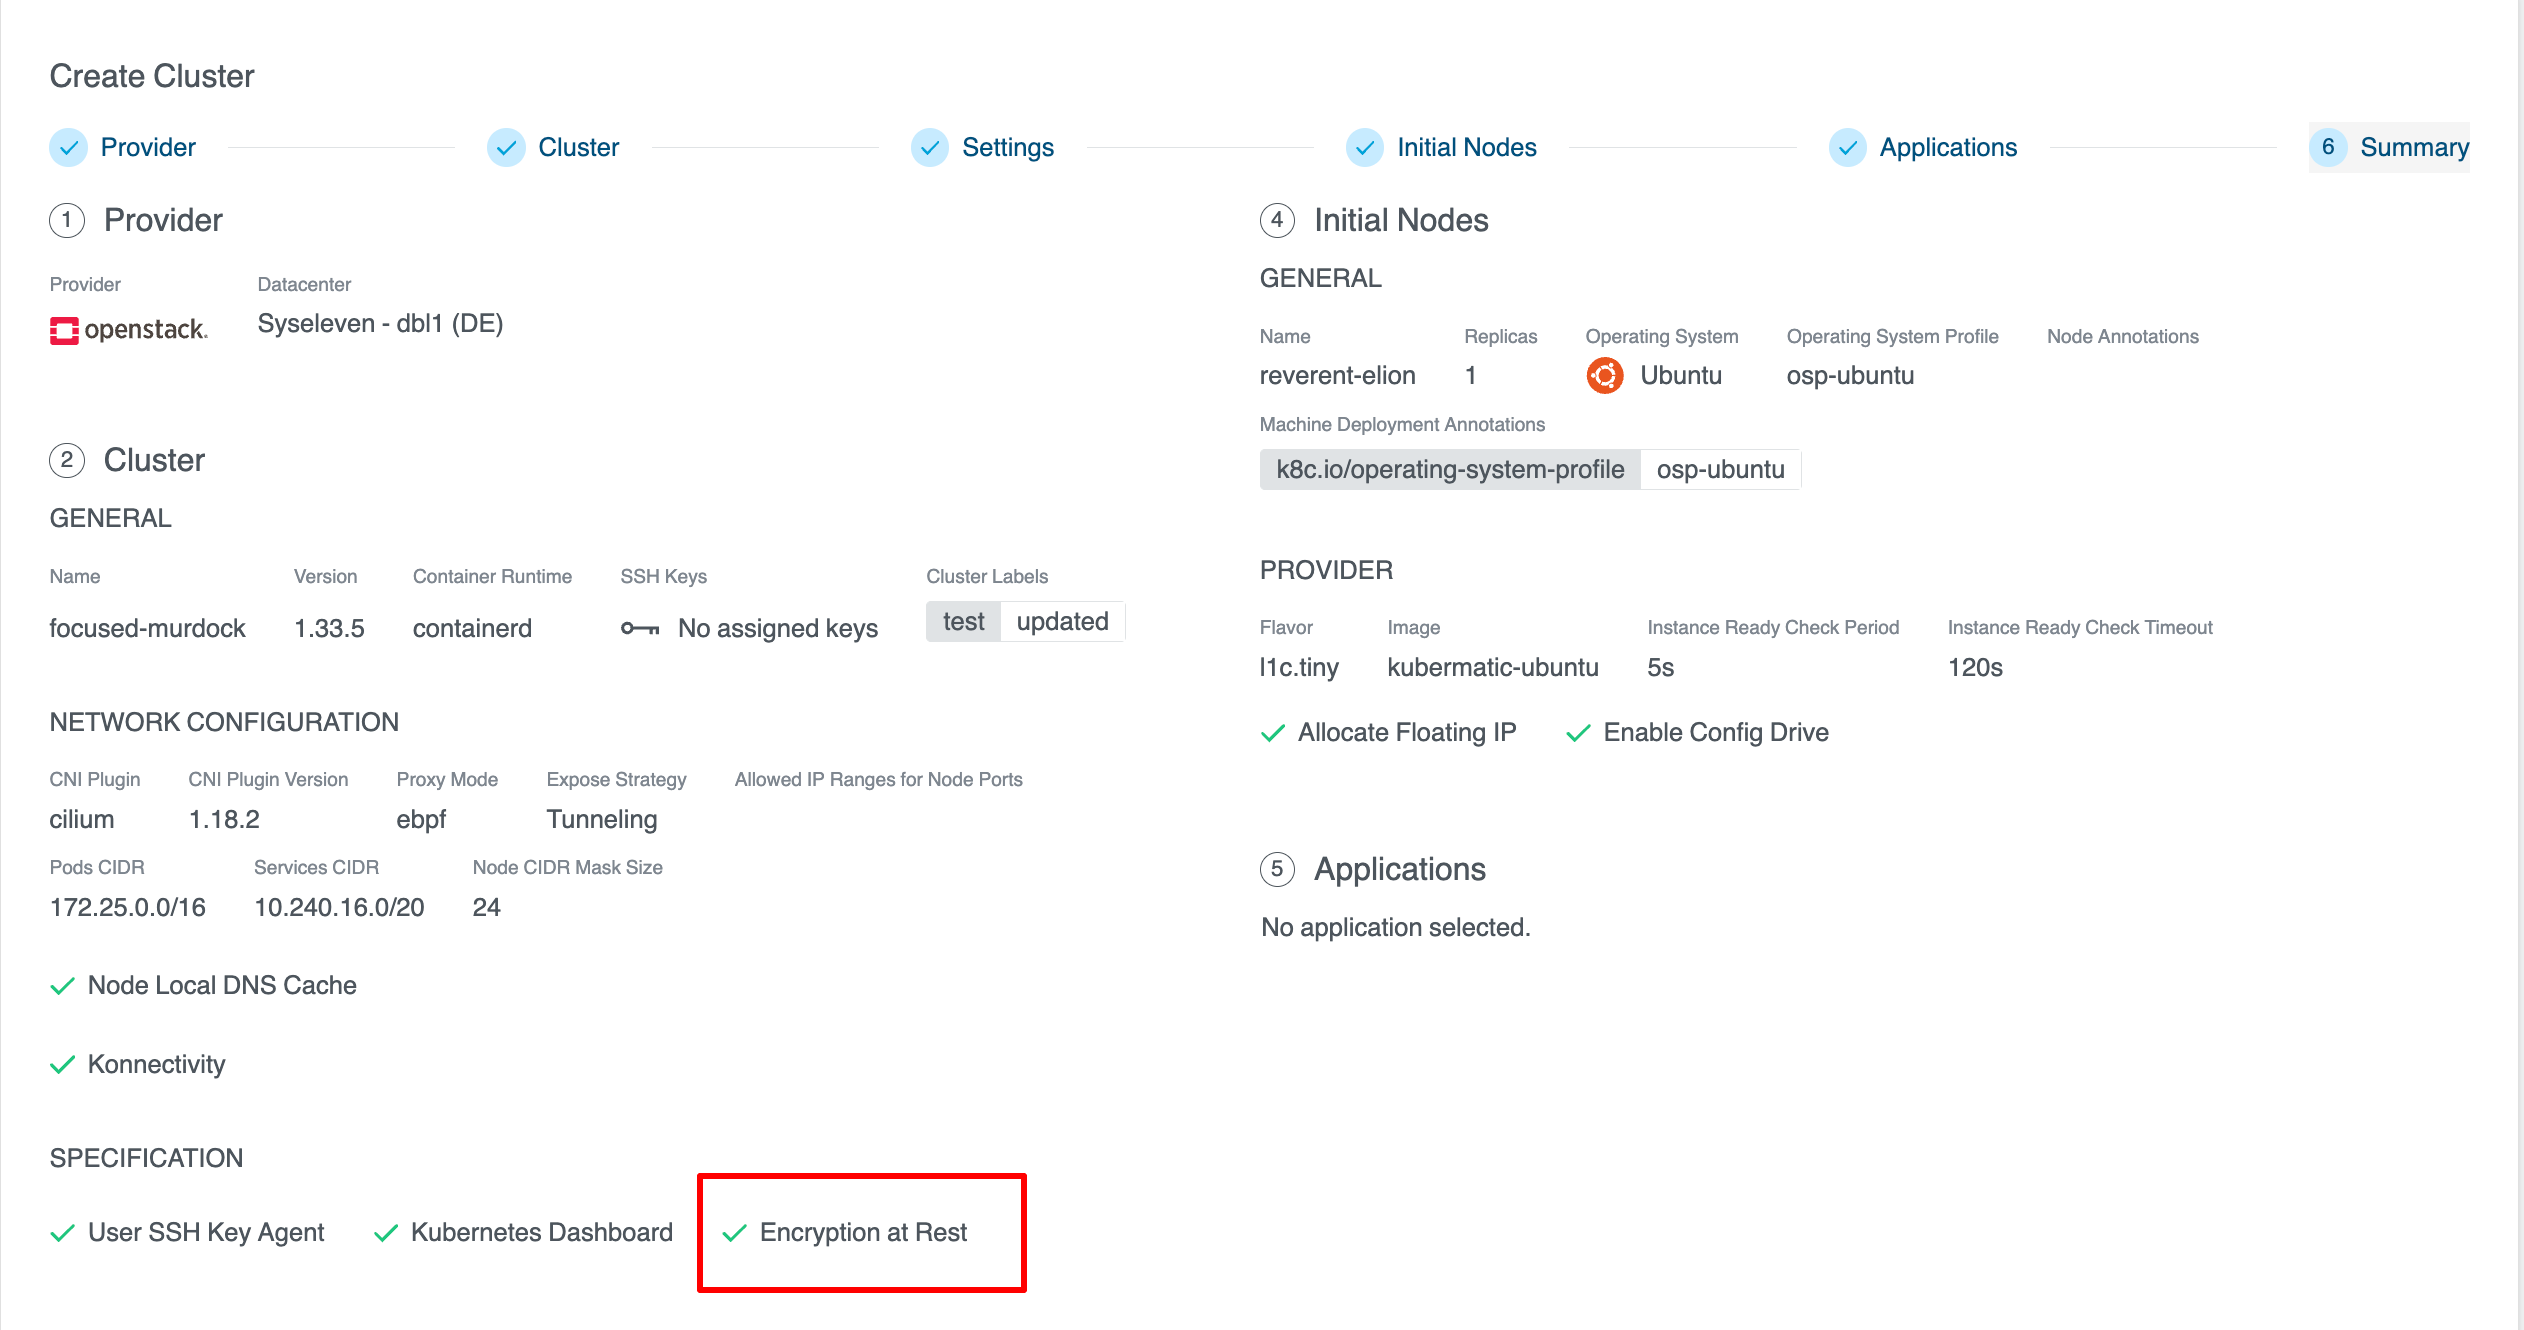 Create Cluster
Provider Cluster Settings Initial Nodes Applications 6 Summary
1 Provider
Provider Datacenter
openstack. Syseleven - dbl1 (DE)
2 Cluster
GENERAL
Name Version Container Runtime SSH Keys Cluster Labels
focused-murdock 1.33.5 containerd No assigned keys test updated
NETWORK CONFIGURATION
CNI Plugin CNI Plugin Version Proxy Mode Expose Strategy Allowed IP Ranges for Node Ports
cilium 1.18.2 ebpf Tunneling
Pods CIDR Services CIDR Node CIDR Mask Size
172.25.0.0/16 10.240.16.0/20 24
Node Local DNS Cache
Konnectivity
SPECIFICATION
User SSH Key Agent Kubernetes Dashboard Encryption at Rest
4 Initial Nodes
GENERAL
Name Replicas Operating System Operating System Profile Node Annotations
reverent-elion 1 Ubuntu osp-ubuntu
Machine Deployment Annotations
k8c.io/operating-system-profile osp-ubuntu
PROVIDER
Flavor Image Instance Ready Check Period Instance Ready Check Timeout
l1c.tiny kubermatic-ubuntu 5s 120s
Allocate Floating IP Enable Config Drive
5 Applications
No application selected.